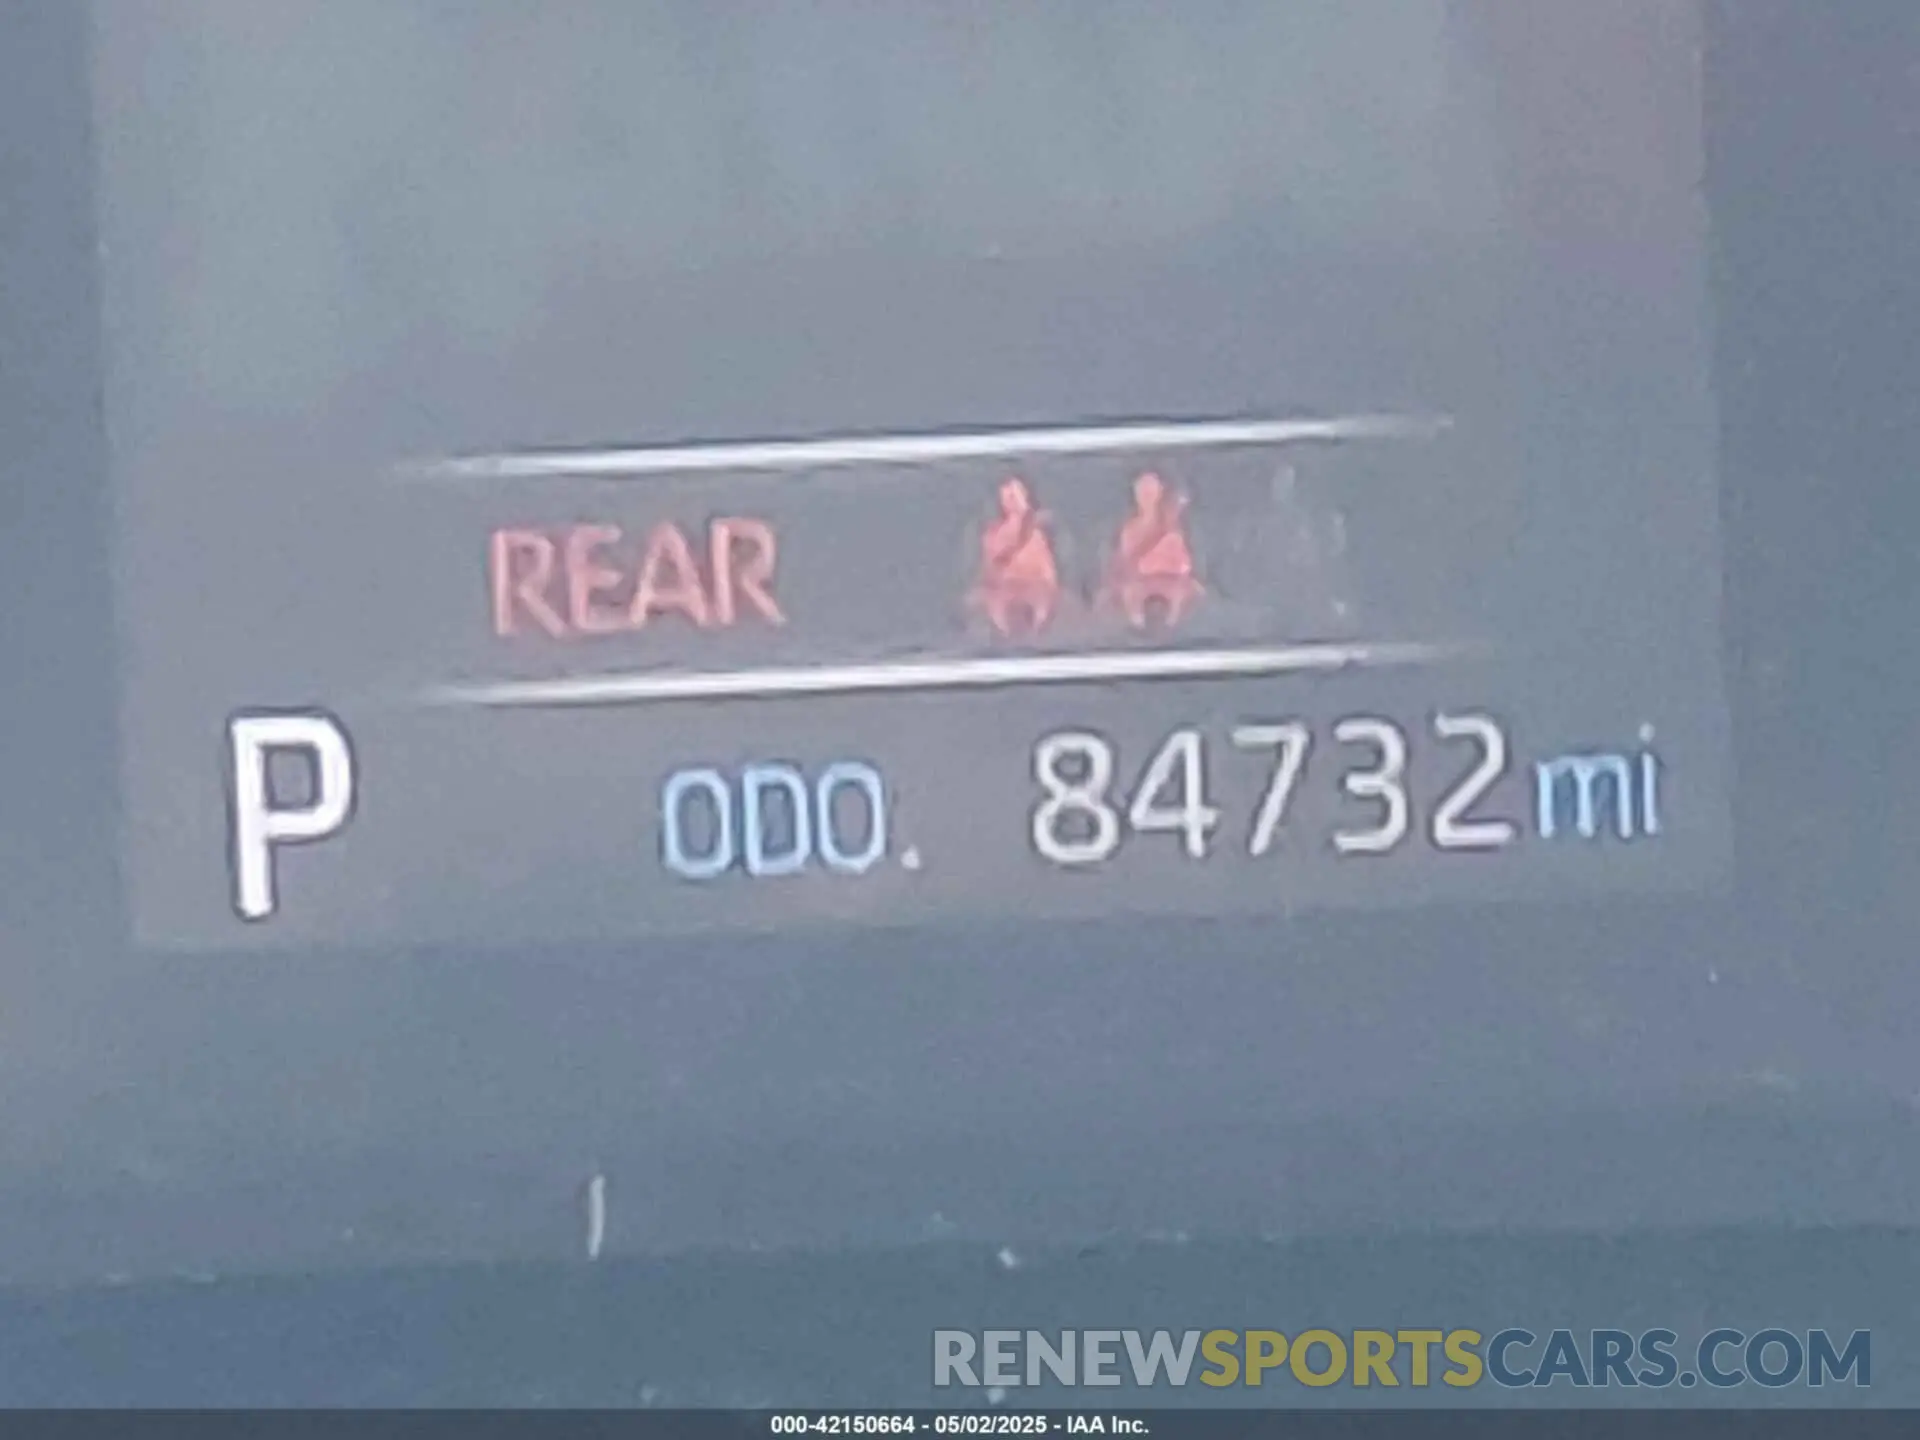 REAR
P ODO. 84732mi
RENEWSPORTSCARS.COM
000-42150664 - 05/02/2025 - IAA Inc.